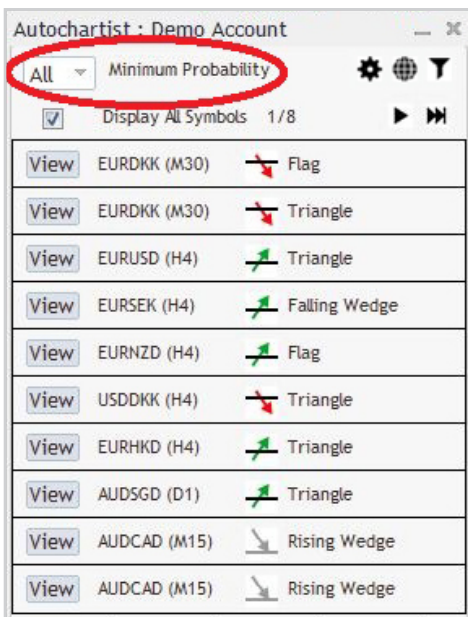 Autochartist : Demo Account
All Minimum Probability
Display All Symbols 1/8
View EURDKK (M30) Flag
View EURDKK (M30) Triangle
View EURUSD (H4) Triangle
View EURSEK (H4) Falling Wedge
View EURNZD (H4) Flag
View USDDKK (H4) Triangle
View EURHKD (H4) Triangle
View AUDSGD (D1) Triangle
View AUDCAD (M15) Rising Wedge
View AUDCAD (M15) Rising Wedge